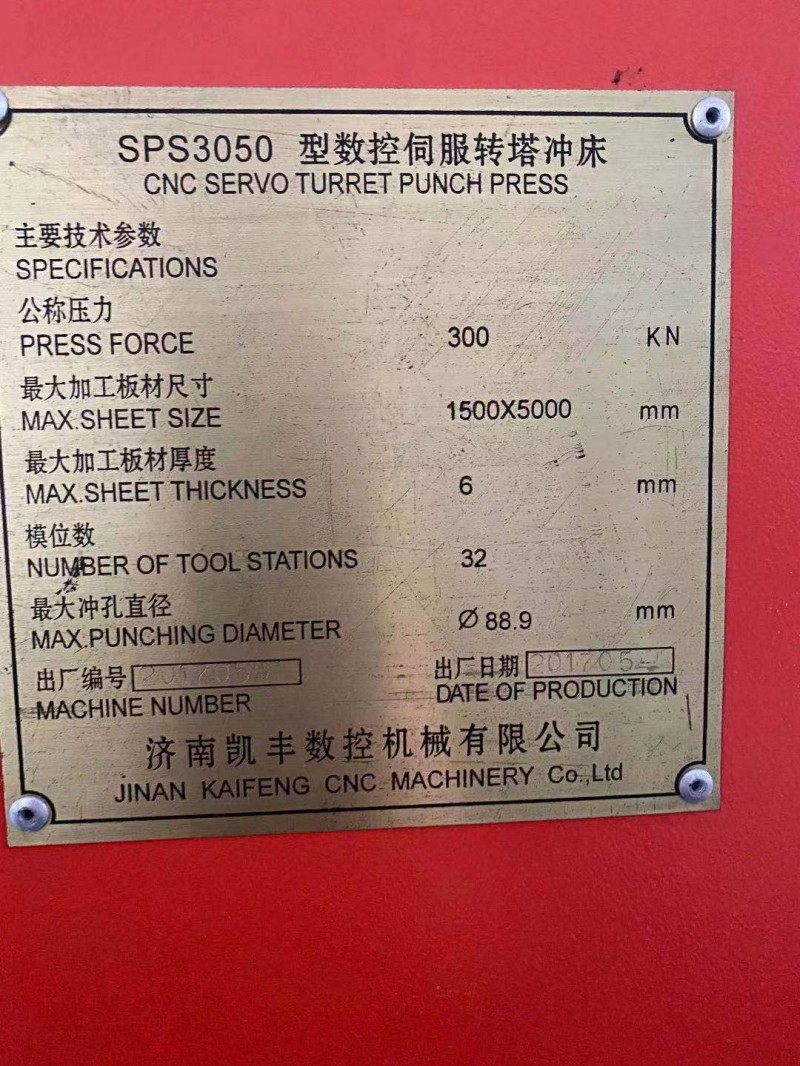 SPS3050 型数控伺服转塔冲床
CNC SERVO TURRET PUNCH PRESS
主要技术参数
SPECIFICATIONS
公称压力
PRESS FORCE 300 KN
最大加工板材尺寸
MAX.SHEET SIZE 1500X5000 mm
最大加工板材厚度
MAX.SHEET THICKNESS 6 mm
模位数
NUMBER OF TOOL STATIONS 32
最大冲孔直径
MAX.PUNCHING DIAMETER Ø 88.9 mm
出厂编号 出厂日期 201705
MACHINE NUMBER DATE OF PRODUCTION
济南凯丰数控机械有限公司
JINAN KAIFENG CNC MACHINERY Co.,Ltd